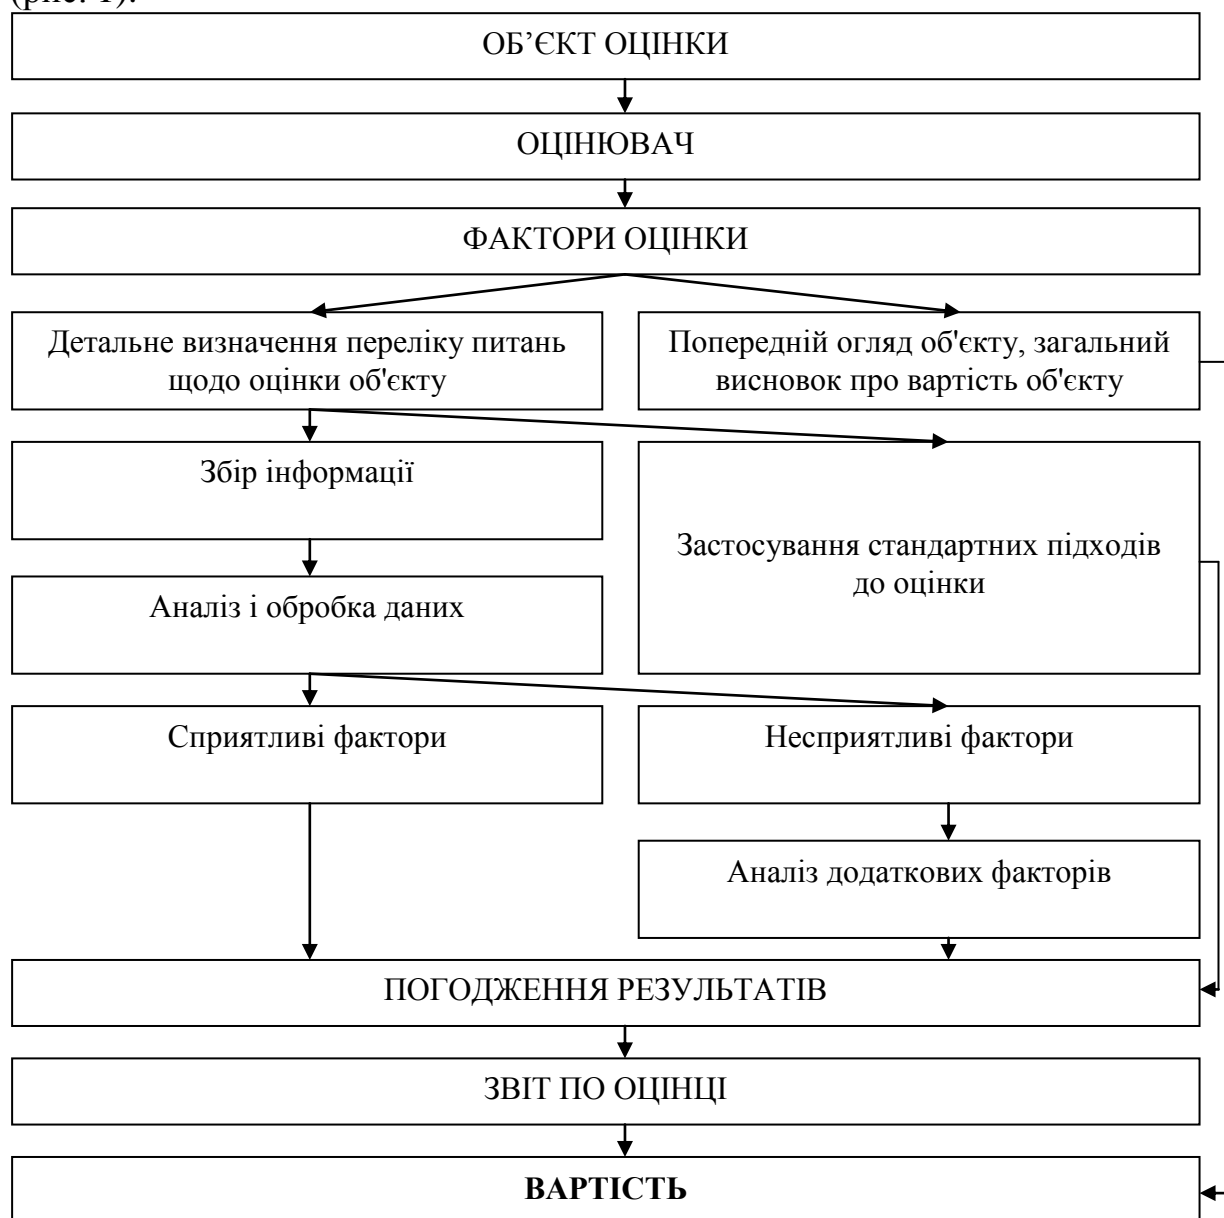 (рис. 1).
ОБ’ЄКТ ОЦІНКИ
ОЦІНЮВАЧ
ФАКТОРИ ОЦІНКИ
Детальне визначення переліку питань
щодо оцінки об'єкту
Попередній огляд об'єкту, загальний
висновок про вартість об'єкту
Збір інформації
Застосування стандартних підходів
до оцінки
Аналіз і обробка даних
Сприятливі фактори
Несприятливі фактори
Аналіз додаткових факторів
ПОГОДЖЕННЯ РЕЗУЛЬТАТІВ
ЗВІТ ПО ОЦІНЦІ
ВАРТІСТЬ